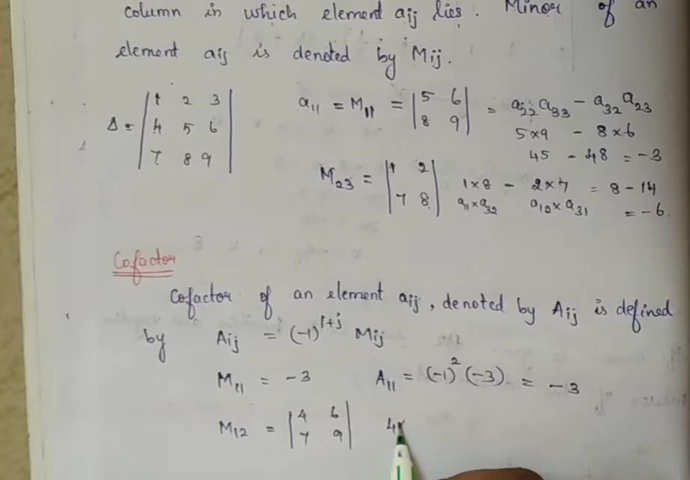 column in which element aij lies. Minor of an
element aij is denoted by Mij.
Δ = | 1 2 3 |
| 4 5 6 |
| 7 8 9 |
a₁₁ = M₁₁ = | 5 6 | = a₂₂a₃₃ - a₃₂a₂₃
| 8 9 | 5×9 - 8×6
45 - 48 = -3
M₂₃ = | 1 2 | 1×8 - 2×7 = 8-14
| 7 8 | a₁₁×a₃₂ a₁₂×a₃₁ = -6.
Cofactor
Cofactor of an element aij, denoted by Aij is defined
by Aij = (-1)^i+j Mij
M₁₁ = -3 A₁₁ = (-1)²(-3) = -3
M₁₂ = | 4 6 | 4×
| 7 9 |